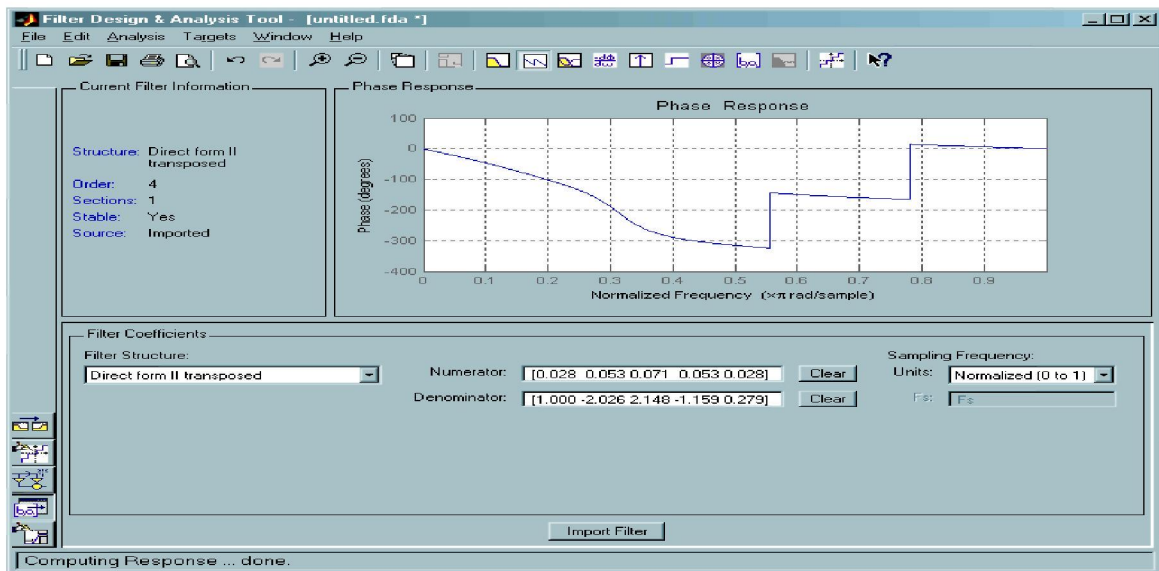 Filter Design & Analysis Tool - [untitled.fda *]
File Edit Analysis Targets Window Help
Current Filter Information
Structure: Direct form II transposed
Order: 4
Sections: 1
Stable: Yes
Source: Imported
Phase Response
Phase Response
100
0
-100
-200
-300
-400
Phase (degrees)
0 0.1 0.2 0.3 0.4 0.5 0.6 0.7 0.8 0.9
Normalized Frequency (×π rad/sample)
Filter Coefficients
Filter Structure:
Direct form II transposed
Numerator: [0.028 0.053 0.071 0.053 0.028] Clear
Denominator: [1.000 -2.026 2.148 -1.159 0.279] Clear
Sampling Frequency:
Units: Normalized (0 to 1)
Fs: Fs
Import Filter
Computing Response ... done.